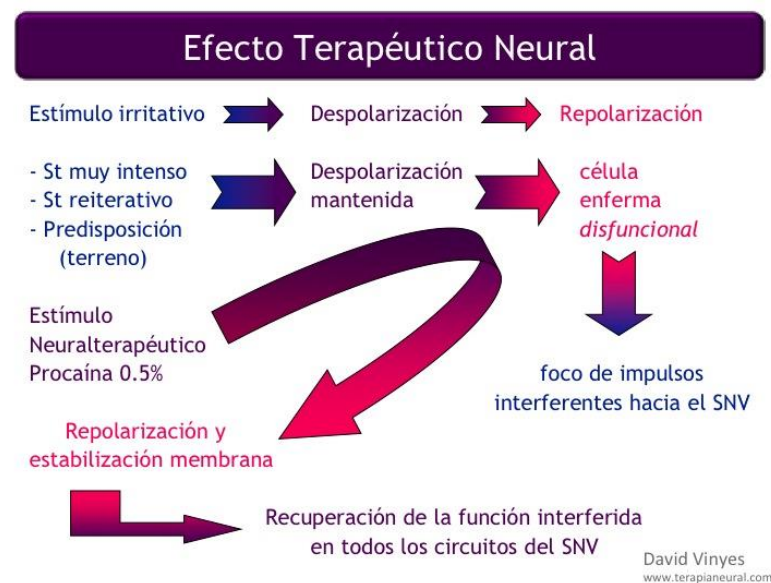 Efecto Terapéutico Neural
Estímulo irritativo
Despolarización
Repolarización
- St muy intenso
- St reiterativo
- Predisposición
(terreno)
Despolarización
mantenida
célula
enferma
disfuncional
Estímulo
Neuralterapéutico
Procaína 0.5%
foco de impulsos
interferentes hacia el SNV
Repolarización y
estabilización membrana
Recuperación de la función interferida
en todos los circuitos del SNV
David Vinyes
www.terapianeural.com